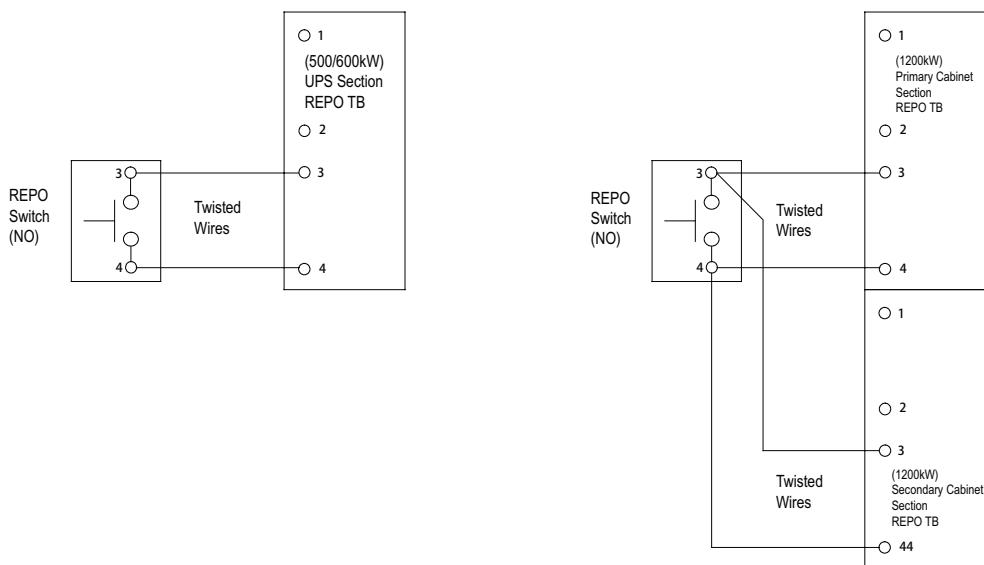 1
(500/600kW)
UPS Section
REPO TB
2
3
3
REPO
Switch
(NO)
Twisted
Wires
4
4
1
(1200kW)
Primary Cabinet
Section
REPO TB
2
3
3
REPO
Switch
(NO)
Twisted
Wires
4
4
1
2
3
(1200kW)
Secondary Cabinet
Section
REPO TB
Twisted
Wires
44